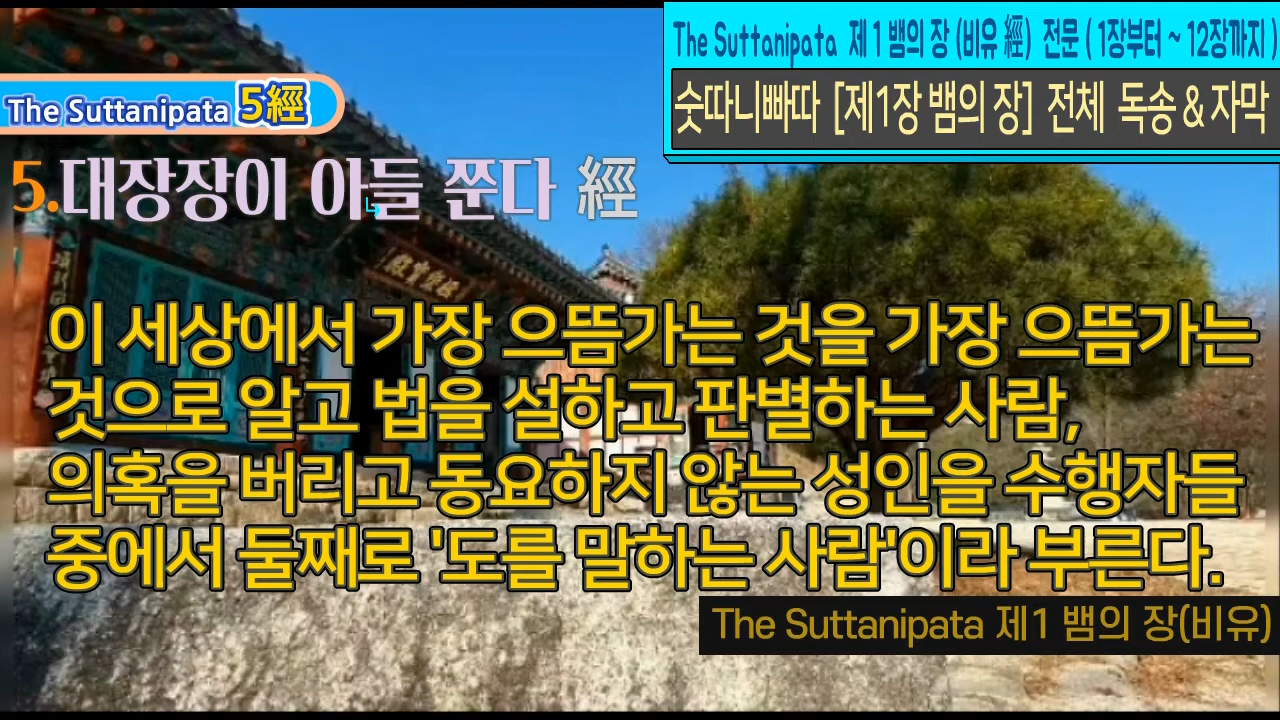 The Suttanipata 제 1 뱀의 장 (비유 經) 전문 ( 1장부터 ~ 12장까지 )
숫따니빠따 [제1장 뱀의 장] 전체 독송 & 자막
The Suttanipata 5經
5.대장장이 아들 쭌다 經
이 세상에서 가장 으뜸가는 것을 가장 으뜸가는
것으로 알고 법을 설하고 판별하는 사람,
의혹을 버리고 동요하지 않는 성인을 수행자들
중에서 둘째로 '도를 말하는 사람'이라 부른다.
The Suttanipata 제1 뱀의 장(비유)